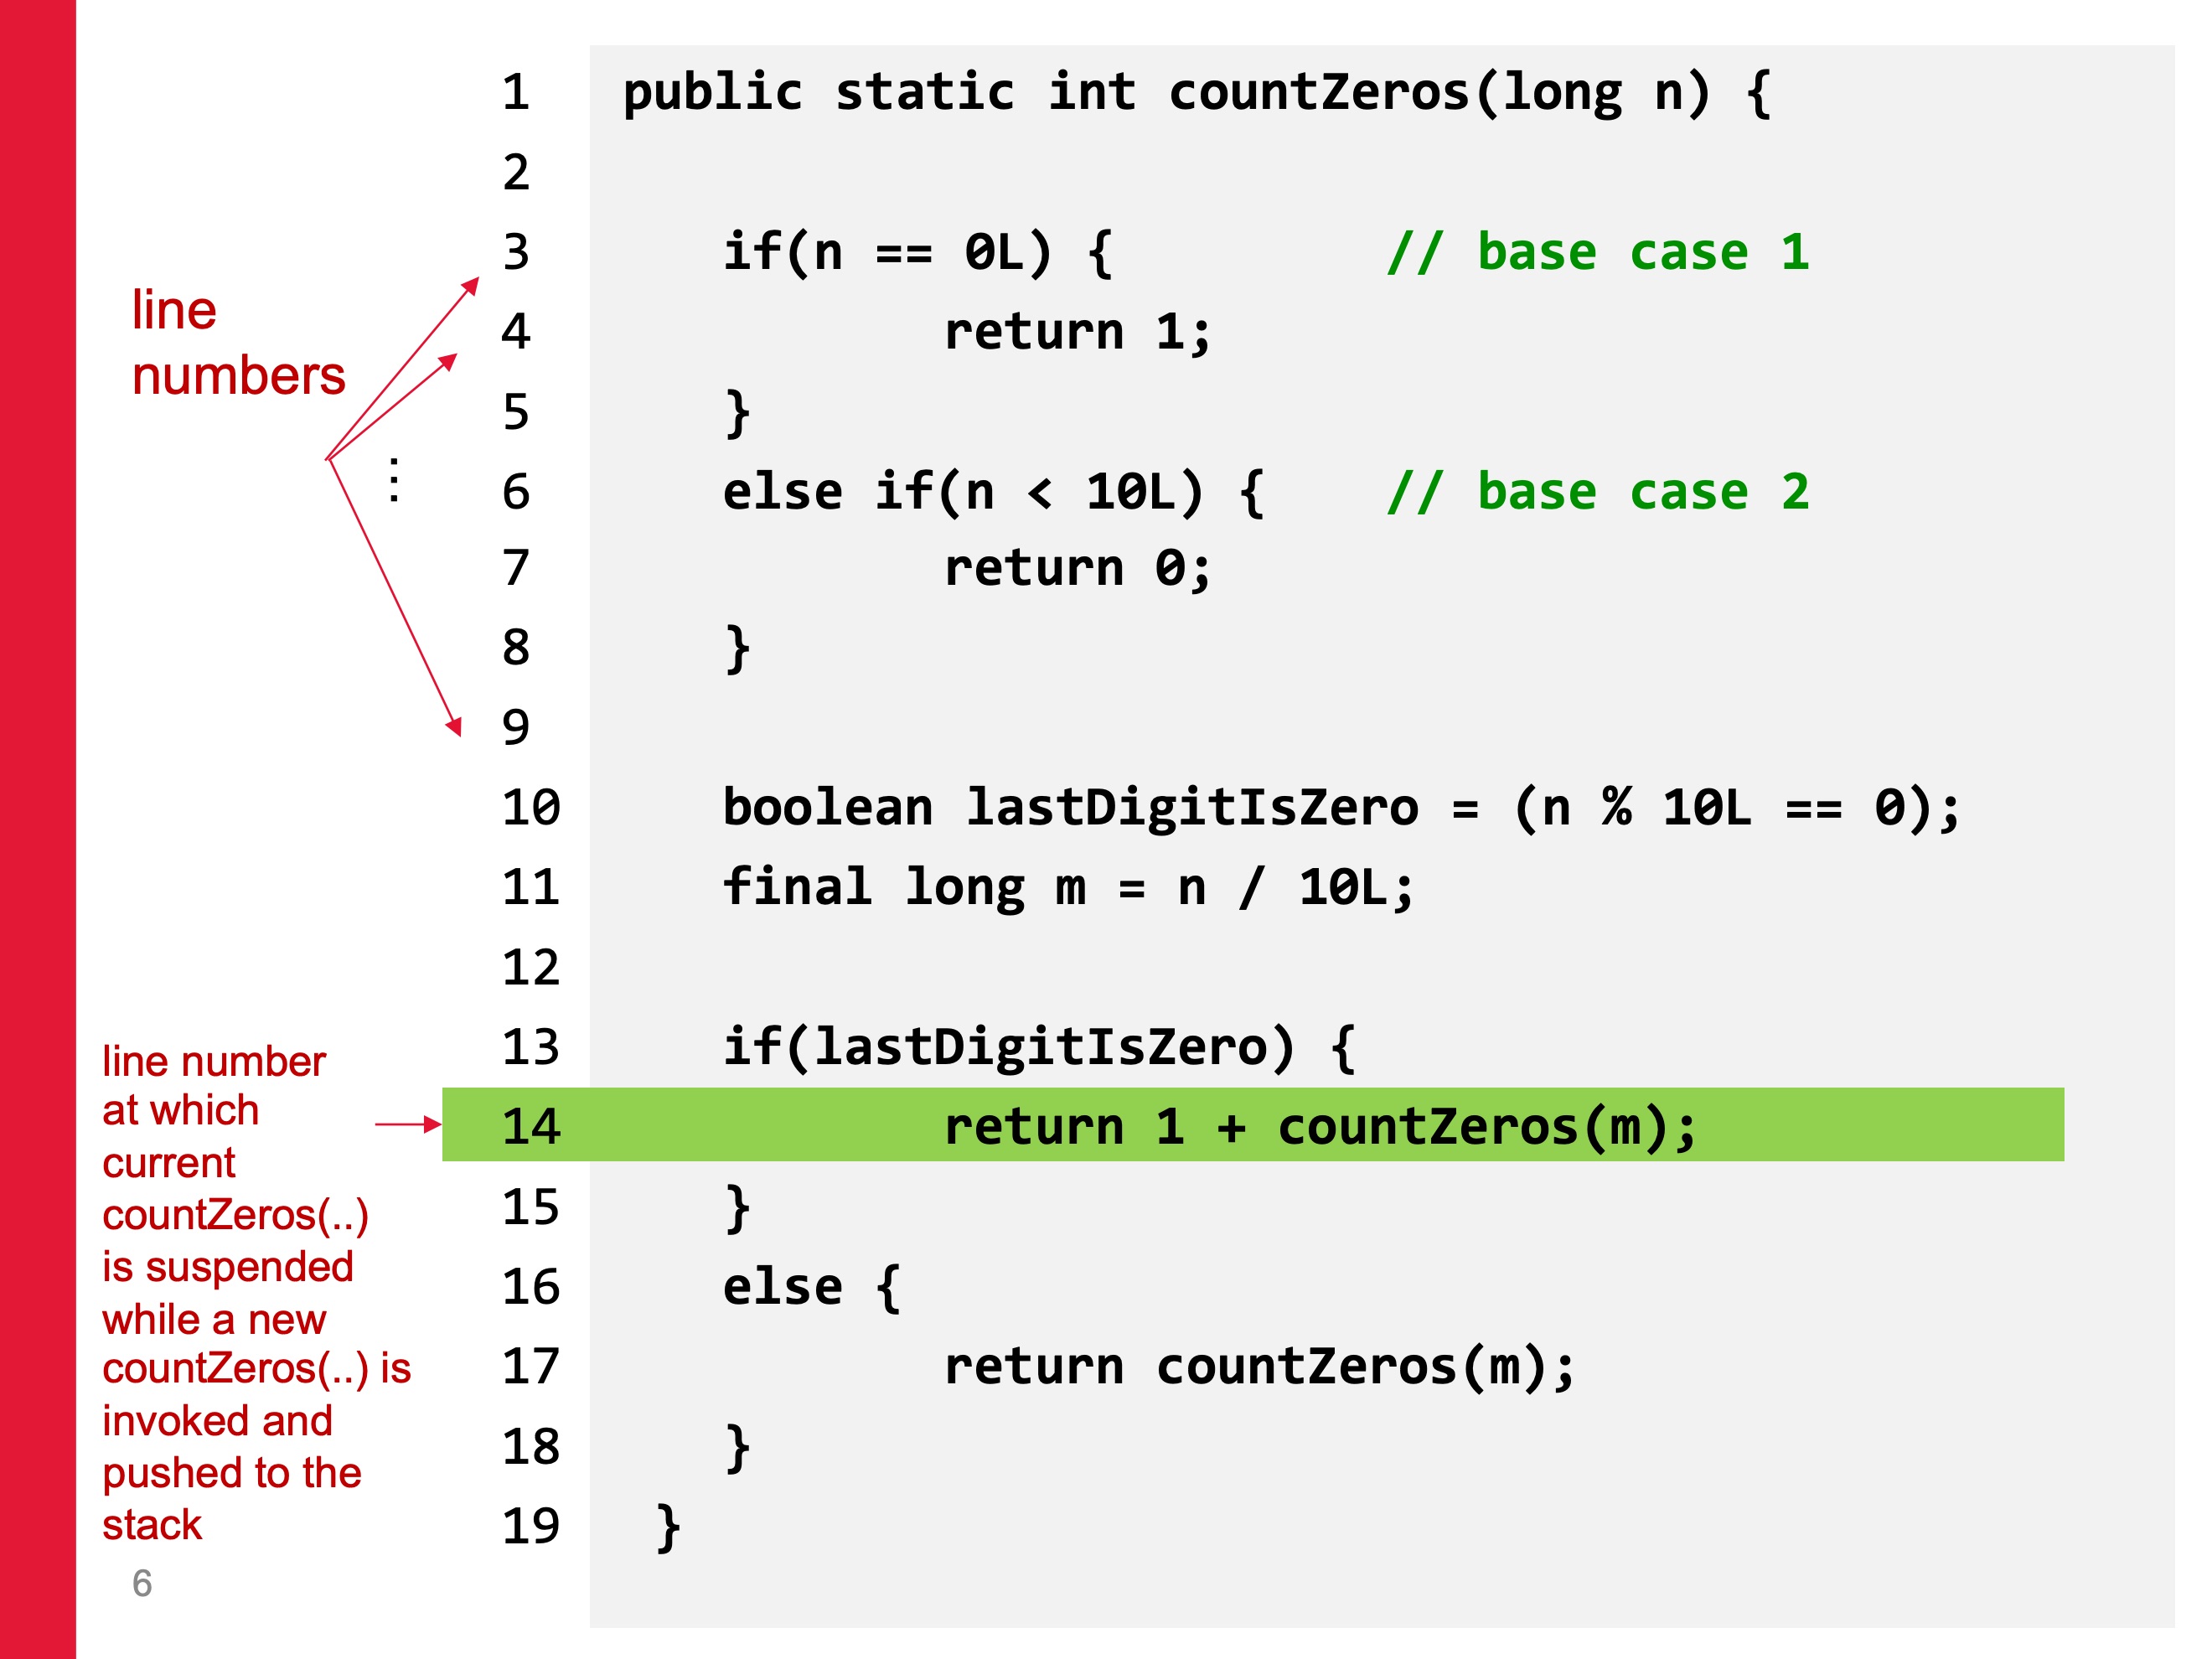 1 public static int countZeros(long n) {
2
3 if(n == 0L) { // base case 1
line
4 return 1;
numbers
5 }
⋮
6 else if(n < 10L) { // base case 2
7 return 0;
8 }
9
10 boolean lastDigitIsZero = (n % 10L == 0);
11 final long m = n / 10L;
12
13 if(lastDigitIsZero) {
14 return 1 + countZeros(m);
15 }
16 else {
17 return countZeros(m);
18 }
19 }
line number
at which
current
countZeros(..)
is suspended
while a new
countZeros(..) is
invoked and
pushed to the
stack
6